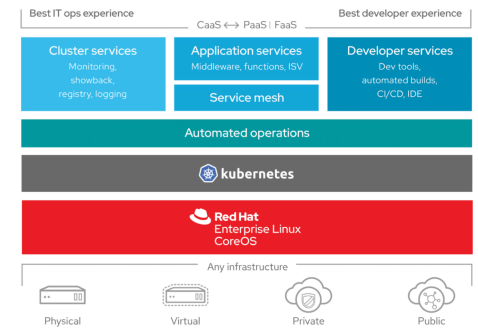 Best IT ops experience
Best developer experience
CaaS ↔ PaaS | FaaS
Cluster services
Monitoring,
showback,
registry, logging
Application services
Middleware, functions, ISV
Service mesh
Developer services
Dev tools,
automated builds,
CI/CD, IDE
Automated operations
kubernetes
Red Hat
Enterprise Linux
CoreOS
Any infrastructure
Physical
Virtual
Private
Public